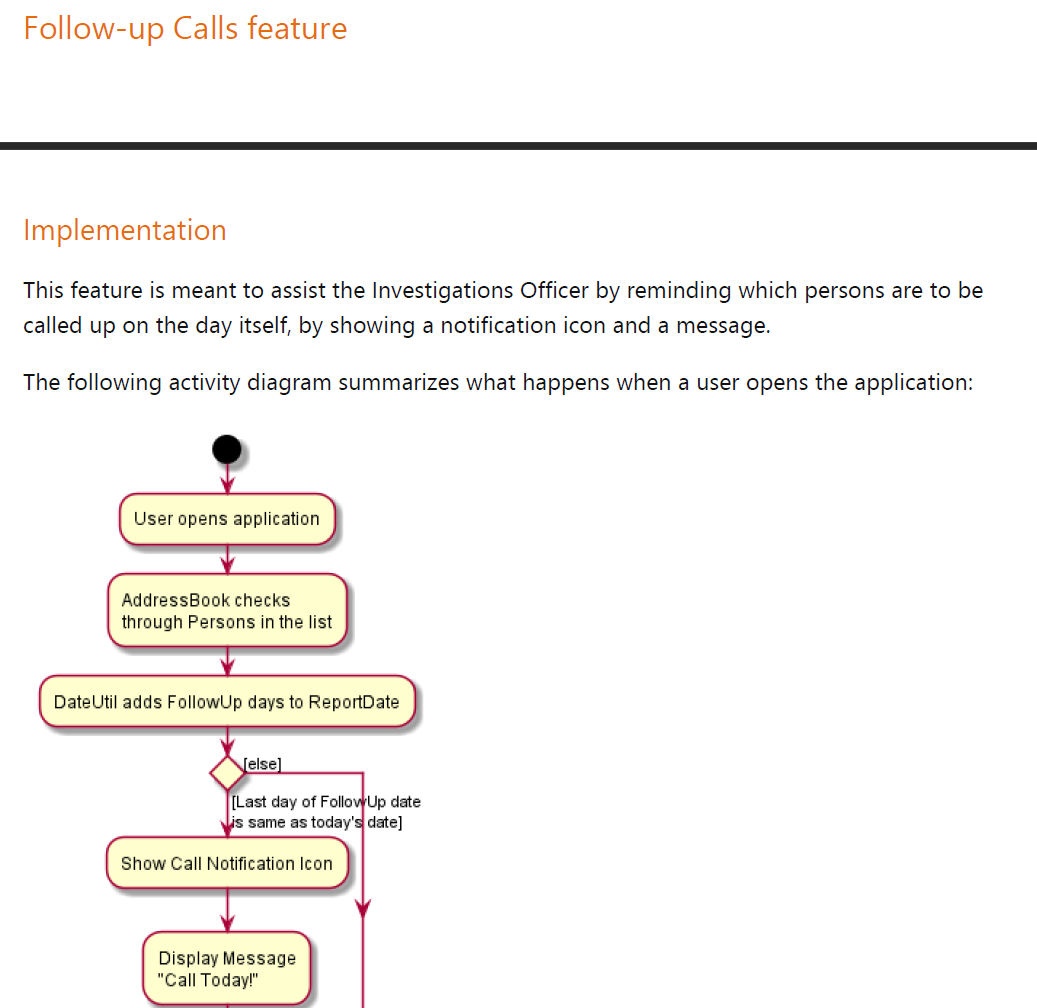 Follow-up Calls feature
Implementation
This feature is meant to assist the Investigations Officer by reminding which persons are to be
called up on the day itself, by showing a notification icon and a message.
The following activity diagram summarizes what happens when a user opens the application:
User opens application
AddressBook checks
through Persons in the list
DateUtil adds FollowUp days to ReportDate
[else]
[Last day of FollowUp date
is same as today's date]
Show Call Notification Icon
Display Message
"Call Today!"